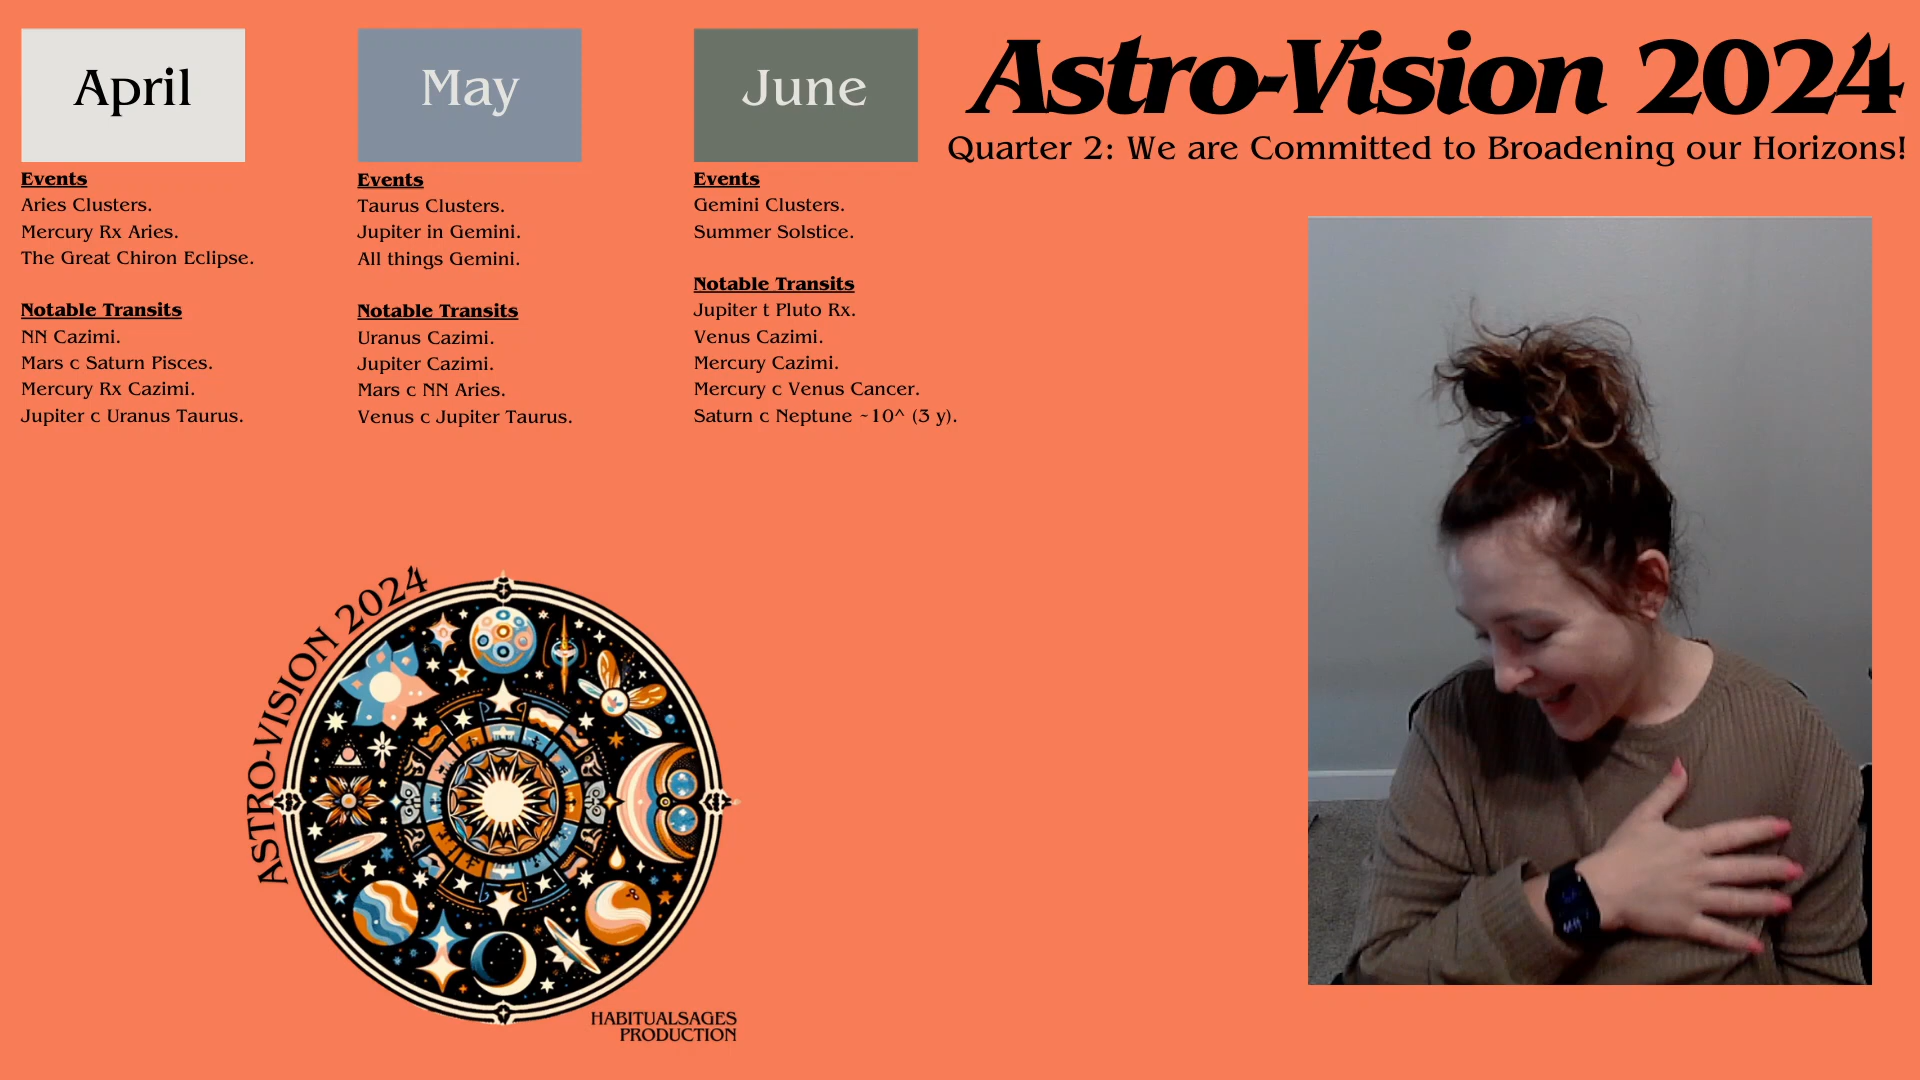 April
Events
Aries Clusters.
Mercury Rx Aries.
The Great Chiron Eclipse.
Notable Transits
NN Cazimi.
Mars c Saturn Pisces.
Mercury Rx Cazimi.
Jupiter c Uranus Taurus.
May
Events
Taurus Clusters.
Jupiter in Gemini.
All things Gemini.
Notable Transits
Uranus Cazimi.
Jupiter Cazimi.
Mars c NN Aries.
Venus c Jupiter Taurus.
June
Events
Gemini Clusters.
Summer Solstice.
Notable Transits
Jupiter t Pluto Rx.
Venus Cazimi.
Mercury Cazimi.
Mercury c Venus Cancer.
Saturn c Neptune ~10^ (3 y).
Astro-Vision 2024
Quarter 2: We are Committed to Broadening our Horizons!
ASTRO-VISION 2024
HABITUALSAGES
PRODUCTION